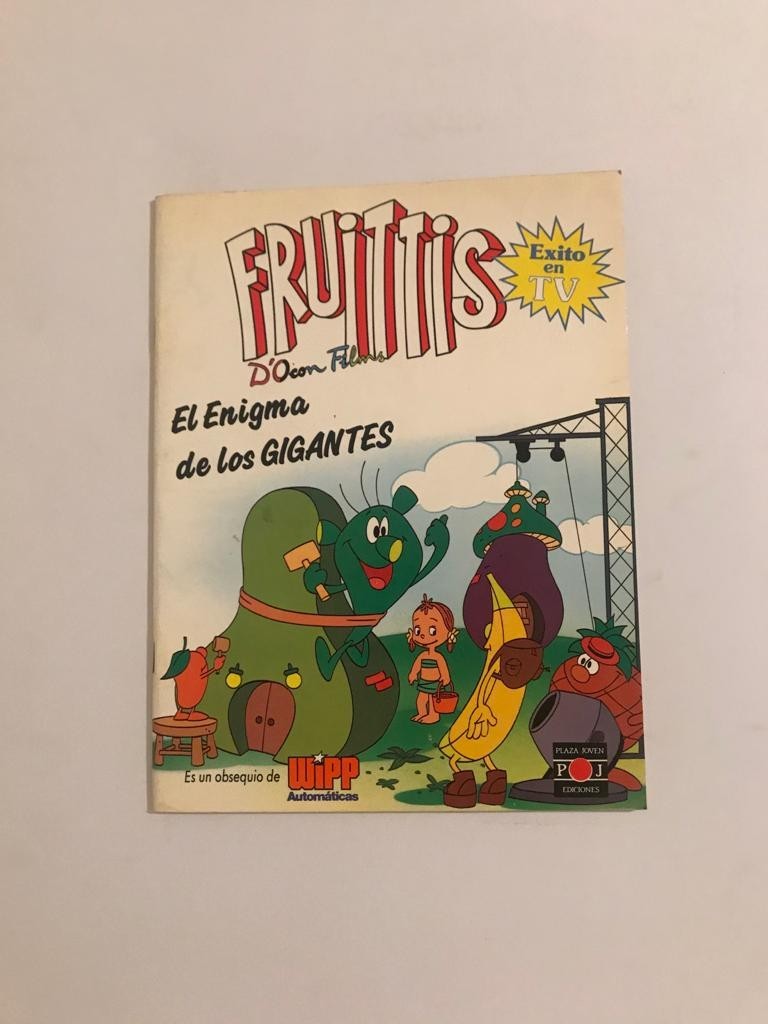 FRUiTTiS
Exito
en
TV
D'Ocon Films
El Enigma
de los GIGANTES
Es un obsequio de WiPP
Automáticas
PLAZA JOVEN
P J
EDICIONES